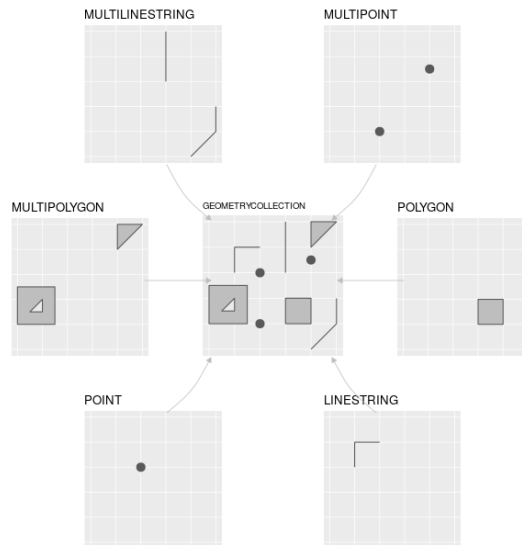 MULTILINESTRING
MULTIPOINT
MULTIPOLYGON
GEOMETRYCOLLECTION
POLYGON
POINT
LINESTRING